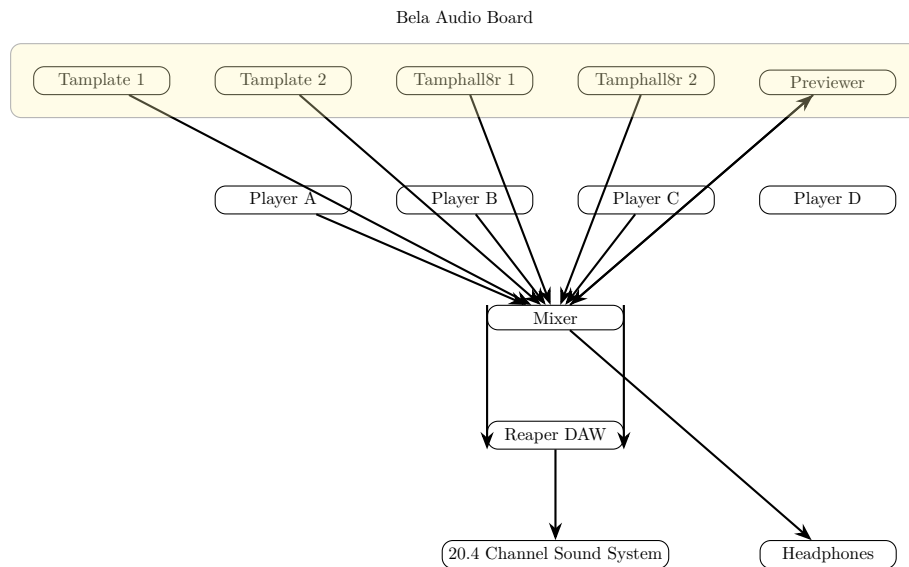 Bela Audio Board
Tamplate 1
Tamplate 2
Tamphall8r 1
Tamphall8r 2
Previewer
Player A
Player B
Player C
Player D
Mixer
Reaper DAW
20.4 Channel Sound System
Headphones